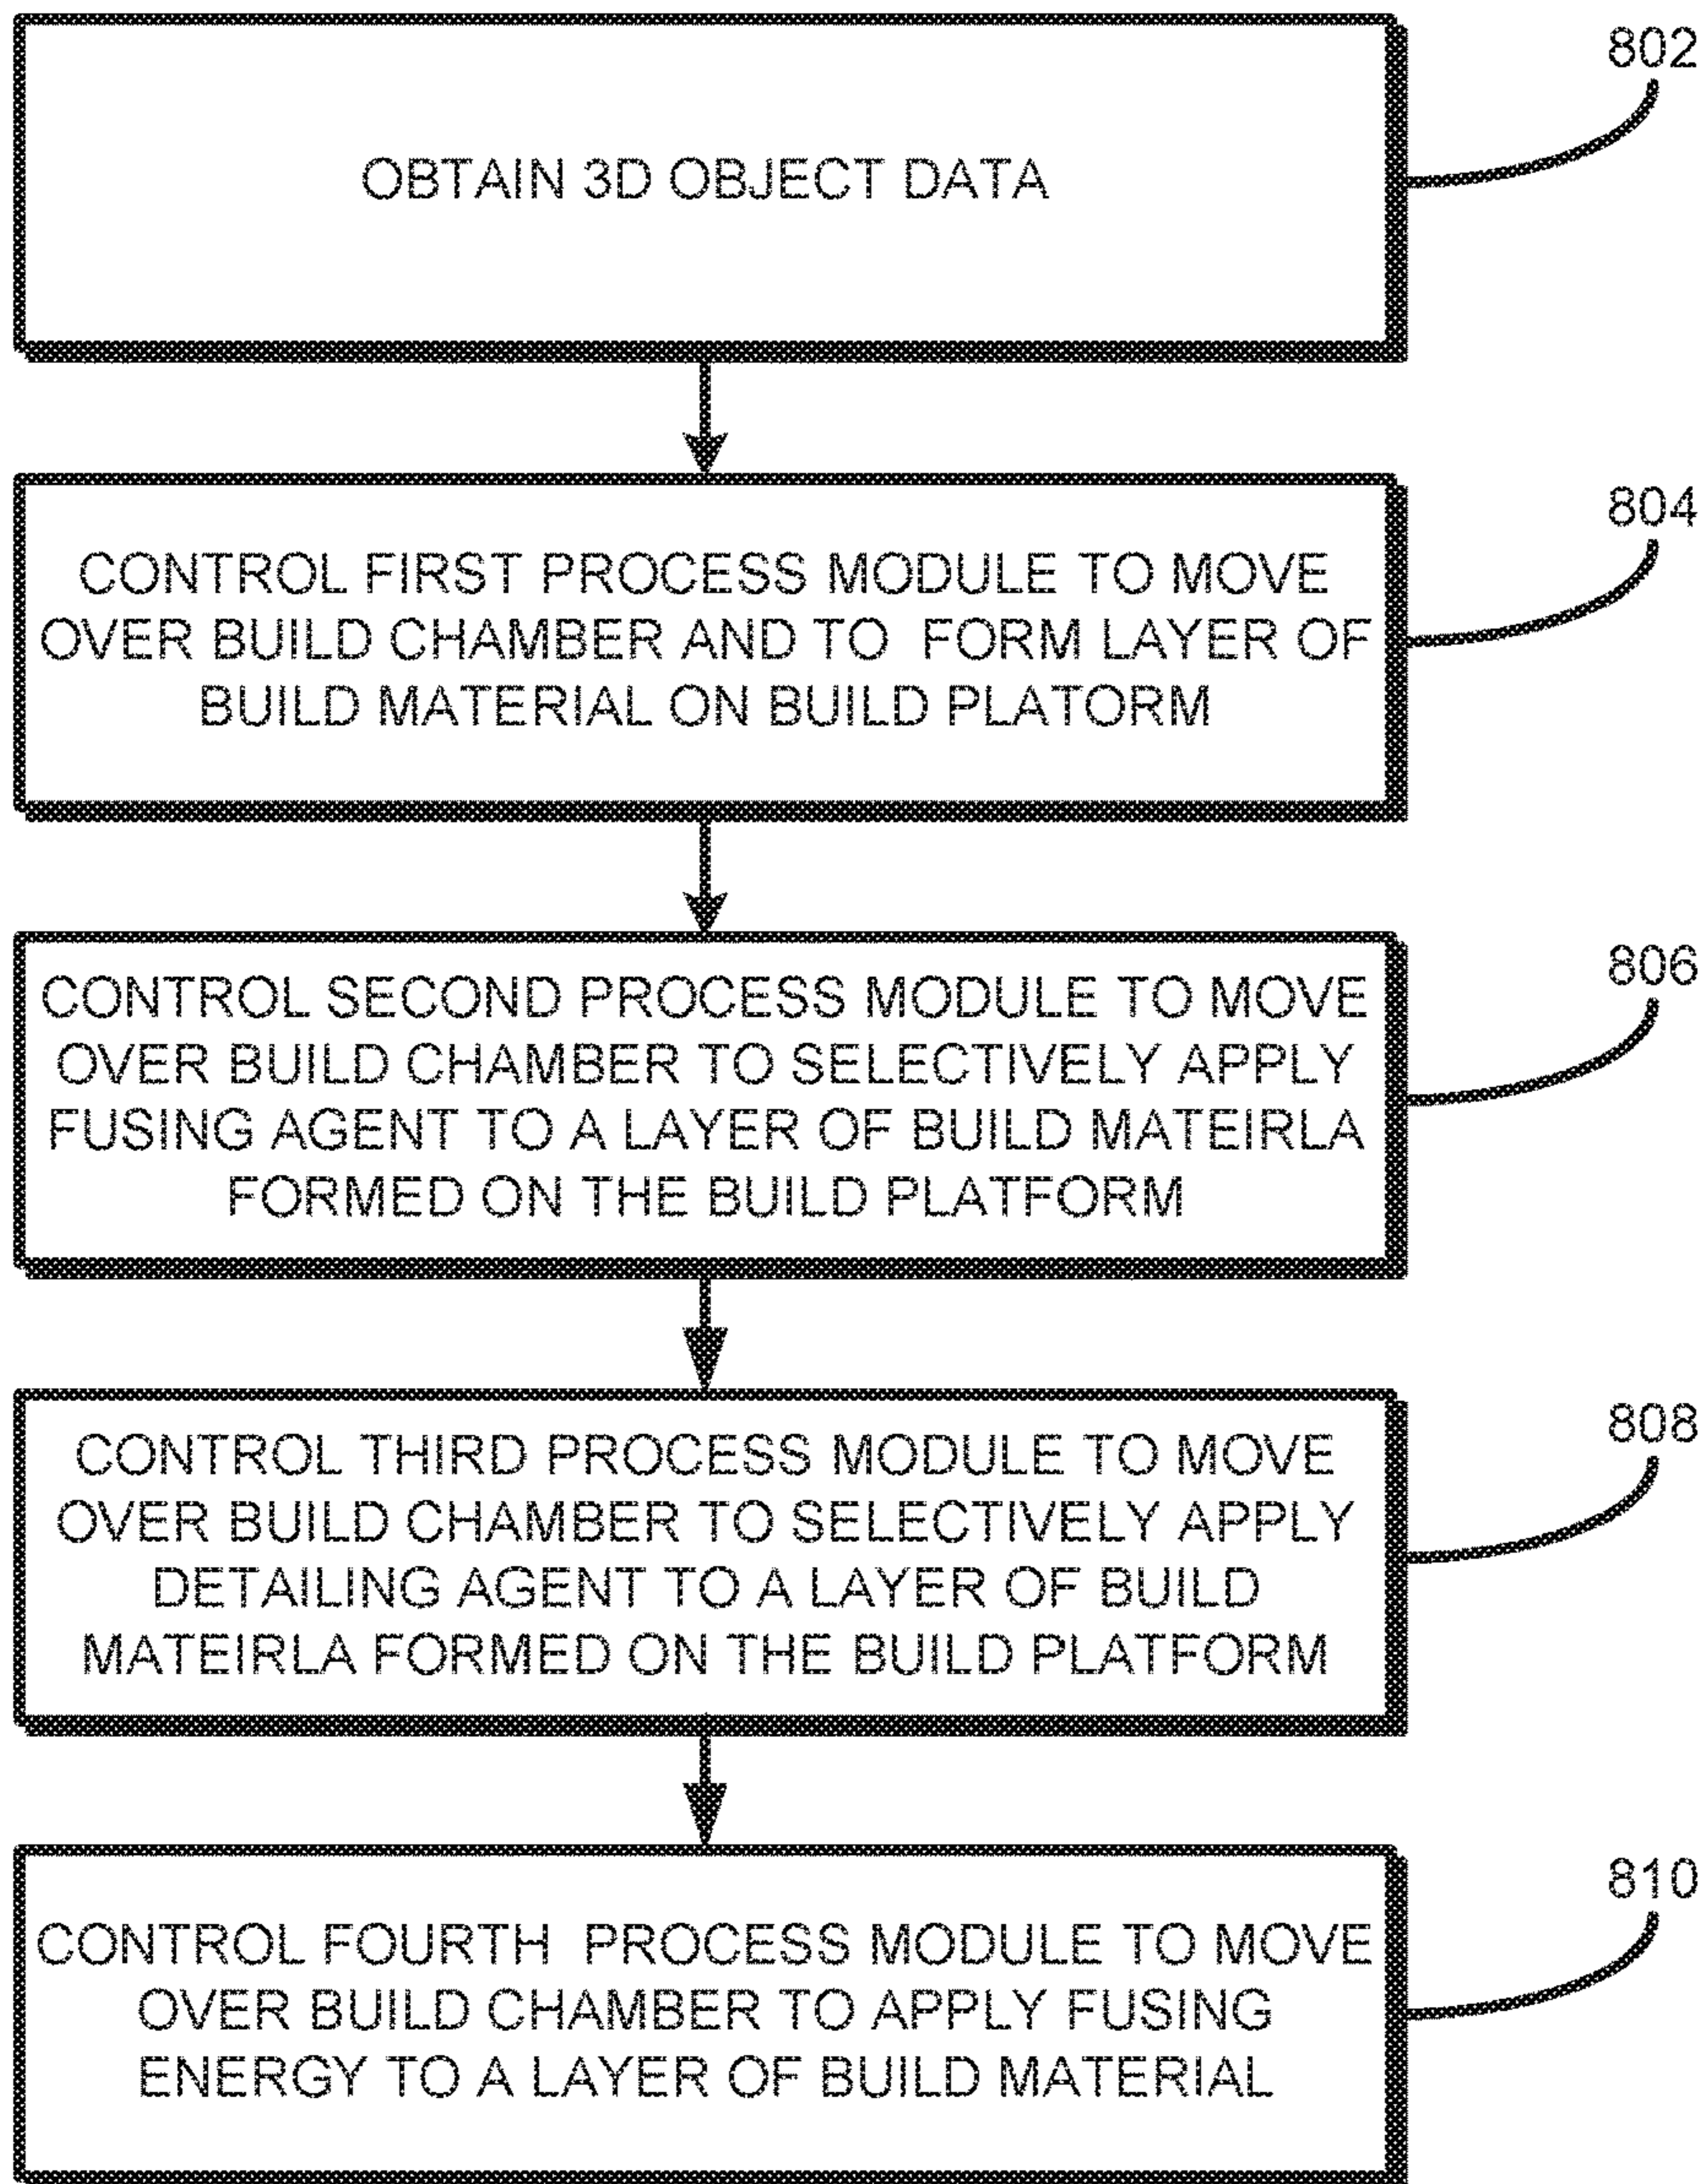 802
OBTAIN 3D OBJECT DATA
804
CONTROL FIRST PROCESS MODULE TO MOVE
OVER BUILD CHAMBER AND TO FORM LAYER OF
BUILD MATERIAL ON BUILD PLATORM
806
CONTROL SECOND PROCESS MODULE TO MOVE
OVER BUILD CHAMBER TO SELECTIVELY APPLY
FUSING AGENT TO A LAYER OF BUILD MATEIRLA
FORMED ON THE BUILD PLATFORM
808
CONTROL THIRD PROCESS MODULE TO MOVE
OVER BUILD CHAMBER TO SELECTIVELY APPLY
DETAILING AGENT TO A LAYER OF BUILD
MATEIRLA FORMED ON THE BUILD PLATFORM
810
CONTROL FOURTH PROCESS MODULE TO MOVE
OVER BUILD CHAMBER TO APPLY FUSING
ENERGY TO A LAYER OF BUILD MATERIAL